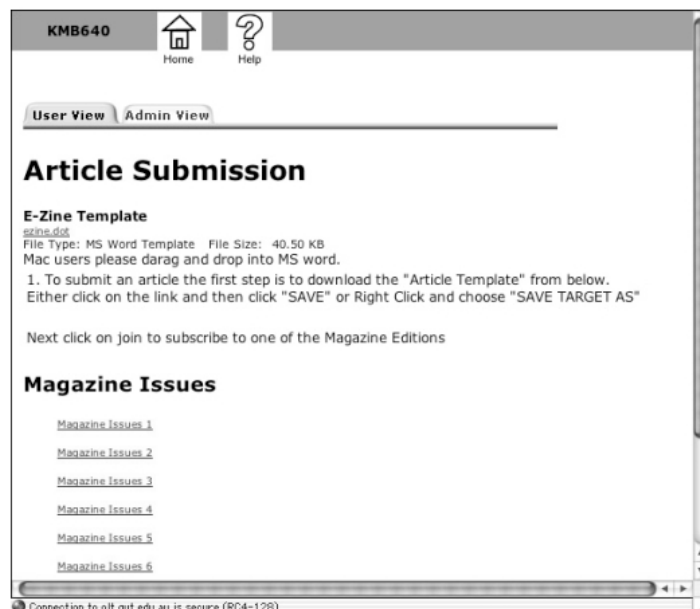 KMB640
Home
Help
User View
Admin View
Article Submission
E-Zine Template
ezine.dot
File Type: MS Word Template File Size: 40.50 KB
Mac users please darag and drop into MS word.
1. To submit an article the first step is to download the "Article Template" from below.
Either click on the link and then click "SAVE" or Right Click and choose "SAVE TARGET AS"
Next click on join to subscribe to one of the Magazine Editions
Magazine Issues
Magazine Issues 1
Magazine Issues 2
Magazine Issues 3
Magazine Issues 4
Magazine Issues 5
Magazine Issues 6
Connection to olt.qut.edu.au is secure (RC4-128)